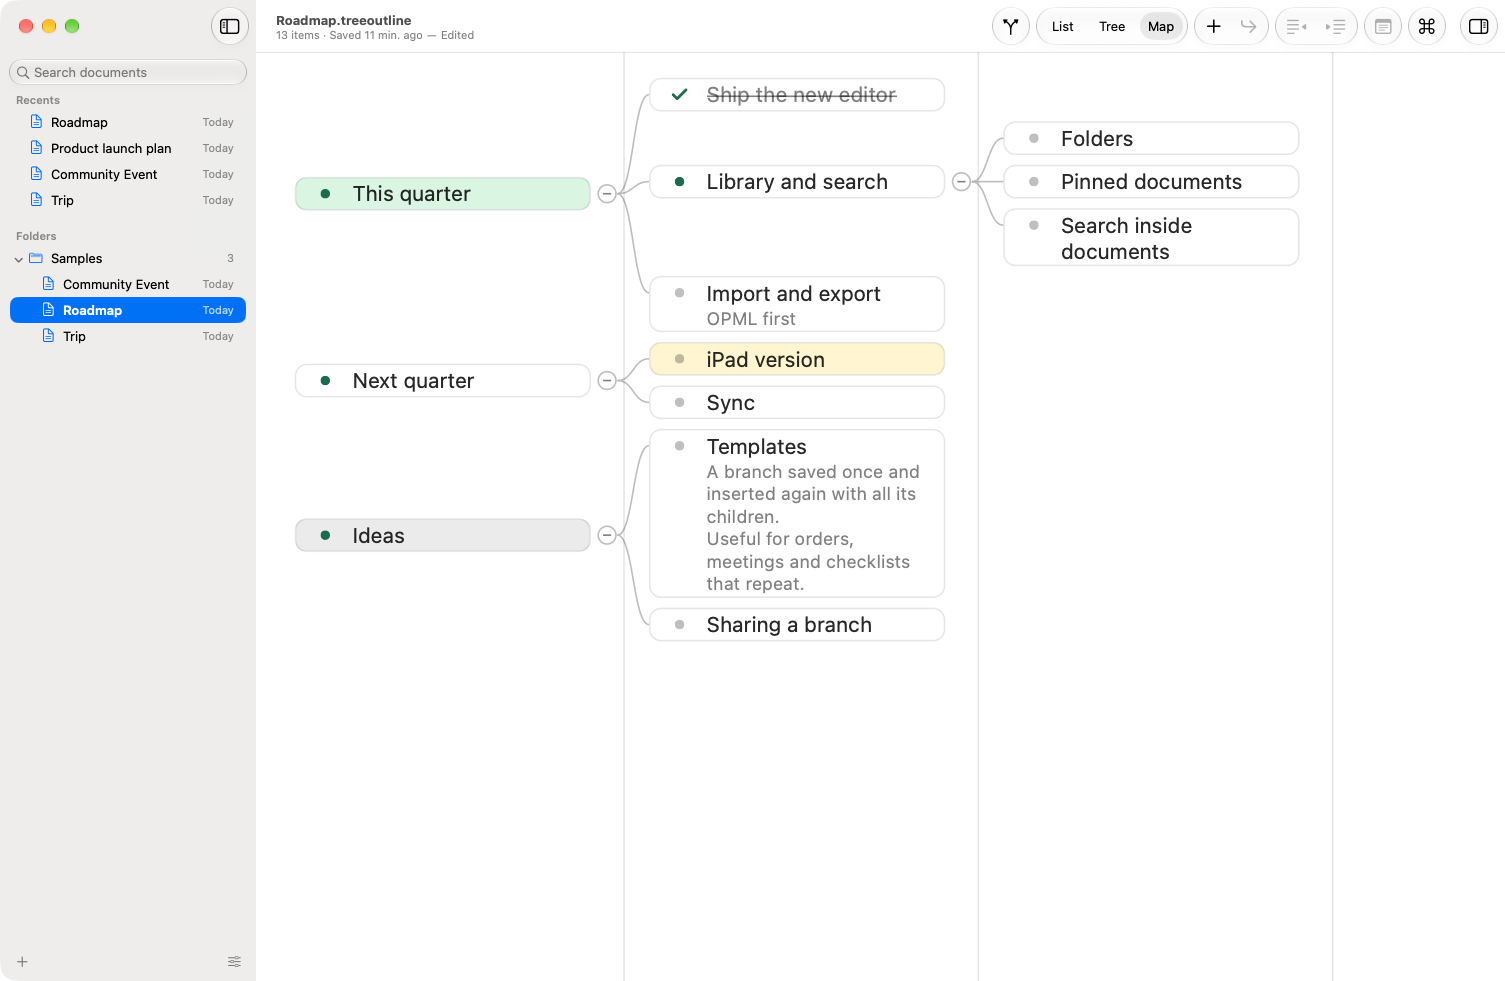 Roadmap.treeoutline
13 items · Saved 11 min. ago — Edited
List
Tree
Map
Search documents
Recents
Roadmap Today
Product launch plan Today
Community Event Today
Trip Today
Folders
Samples 3
Community Event Today
Roadmap Today
Trip Today
This quarter
Ship the new editor
Library and search
Folders
Pinned documents
Search inside
documents
Import and export
OPML first
Next quarter
iPad version
Sync
Ideas
Templates
A branch saved once and
inserted again with all its
children.
Useful for orders,
meetings and checklists
that repeat.
Sharing a branch